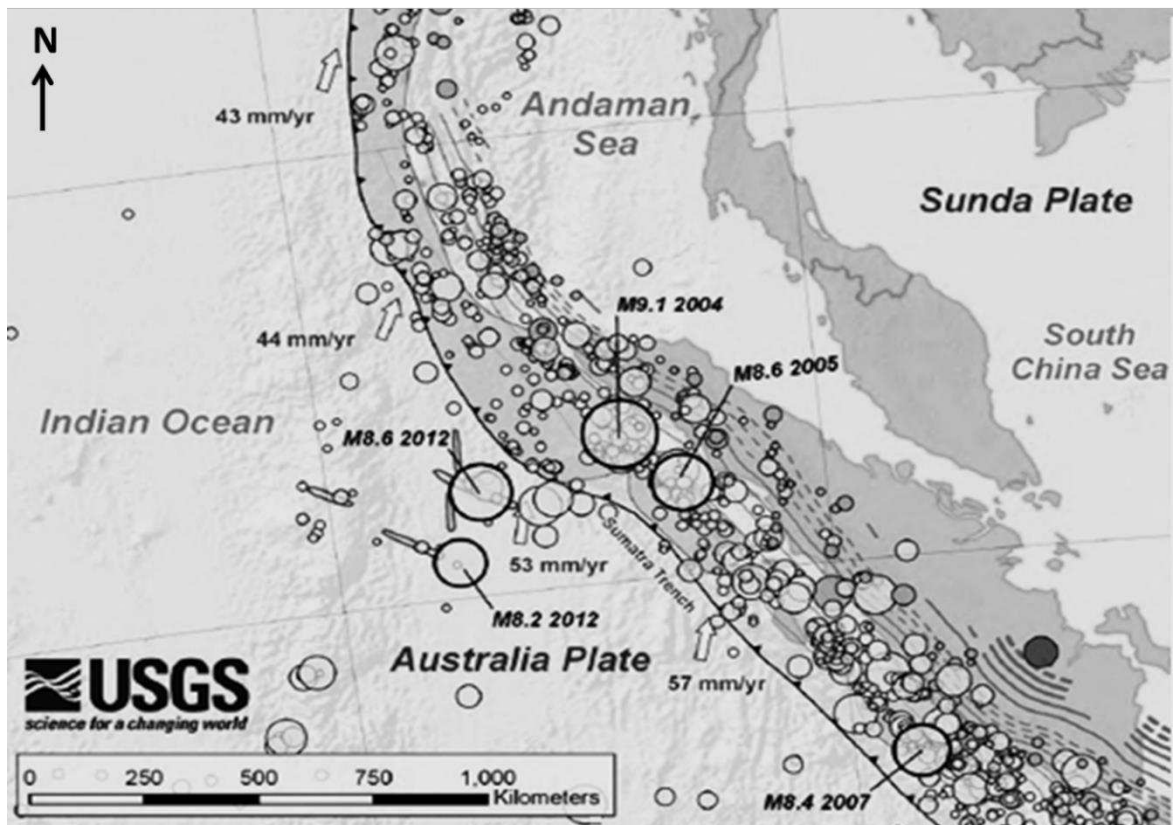 N
43 mm/yr
Andaman
Sea
Sunda Plate
M9.1 2004
44 mm/yr
South
China Sea
M8.6 2005
Indian Ocean
M8.6 2012
53 mm/yr
Sumatra Trench
M8.2 2012
Australia Plate
57 mm/yr
USGS
science for a changing world
0 250 500 750 1,000
Kilometers
M8.4 2007